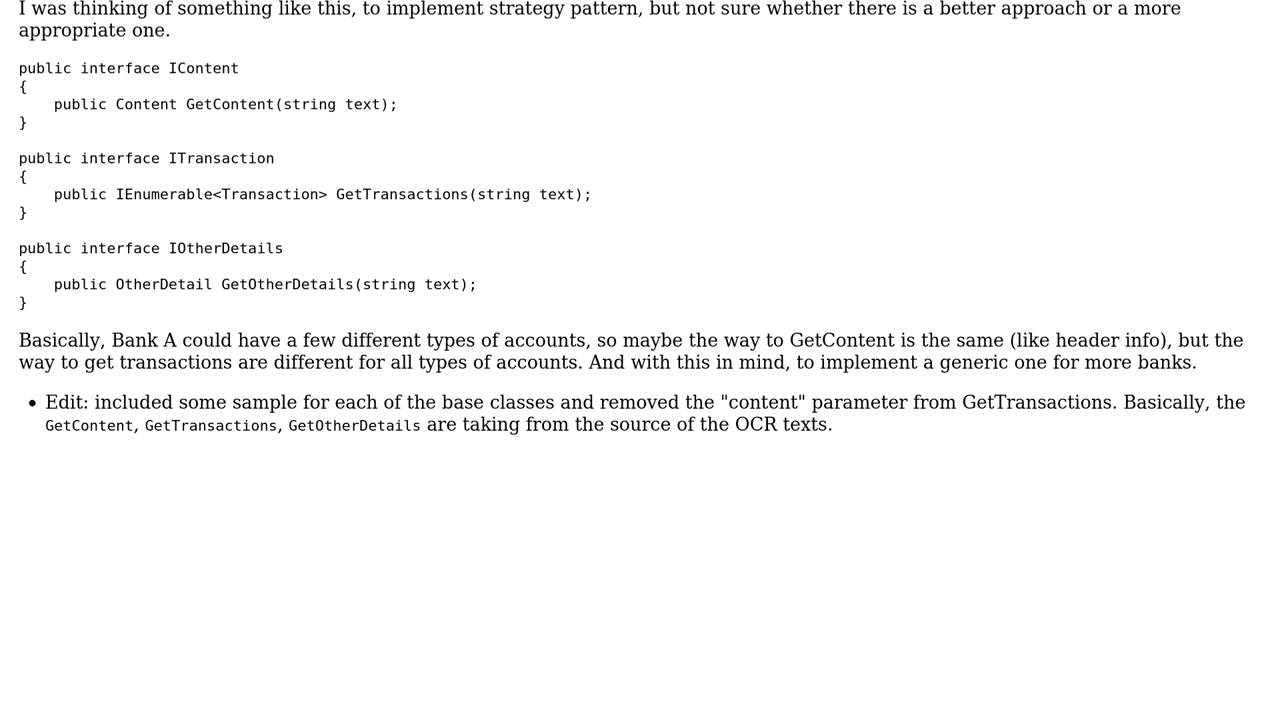 I was thinking of something like this, to implement strategy pattern, but not sure whether there is a better approach or a more
appropriate one.
public interface IContent
{
    public Content GetContent(string text);
}
public interface ITransaction
{
    public IEnumerable<Transaction> GetTransactions(string text);
}
public interface IOtherDetails
{
    public OtherDetail GetOtherDetails(string text);
}
Basically, Bank A could have a few different types of accounts, so maybe the way to GetContent is the same (like header info), but the
way to get transactions are different for all types of accounts. And with this in mind, to implement a generic one for more banks.
• Edit: included some sample for each of the base classes and removed the "content" parameter from GetTransactions. Basically, the
GetContent, GetTransactions, GetOtherDetails are taking from the source of the OCR texts.